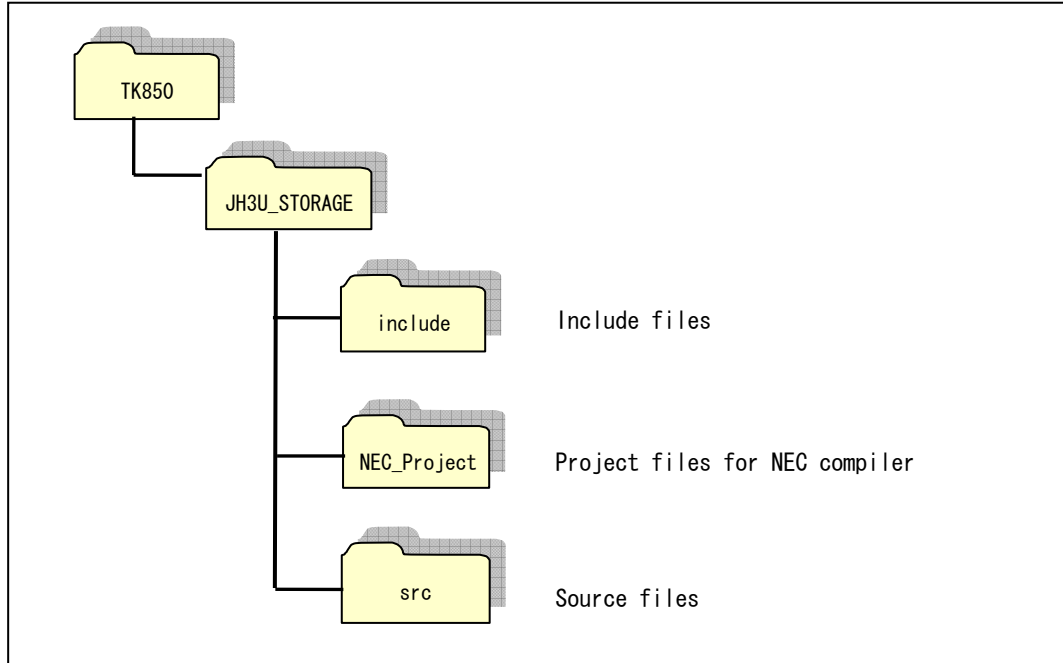 TK850
JH3U_STORAGE
include Include files
NEC_Project Project files for NEC compiler
src Source files